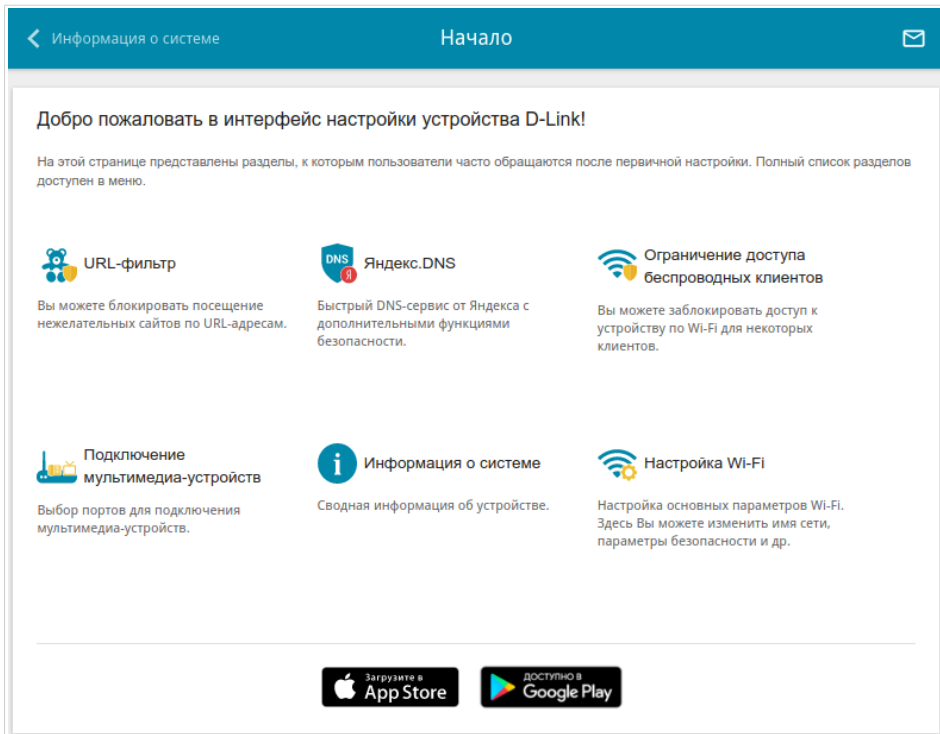 Информация о системе
Начало
Добро пожаловать в интерфейс настройки устройства D-Link!
На этой странице представлены разделы, к которым пользователи часто обращаются после первичной настройки. Полный список разделов
доступен в меню.
URL-фильтр
Вы можете блокировать посещение
нежелательных сайтов по URL-адресам.
DNS
Я
Яндекс.DNS
Быстрый DNS-сервис от Яндекса с
дополнительными функциями
безопасности.
Ограничение доступа
беспроводных клиентов
Вы можете заблокировать доступ к
устройству по Wi-Fi для некоторых
клиентов.
Подключение
мультимедиа-устройств
Выбор портов для подключения
мультимедиа-устройств.
i
Информация о системе
Сводная информация об устройстве.
Настройка Wi-Fi
Настройка основных параметров Wi-Fi.
Здесь Вы можете изменить имя сети,
параметры безопасности и др.
Загрузите в
App Store
ДОСТУПНО В
Google Play